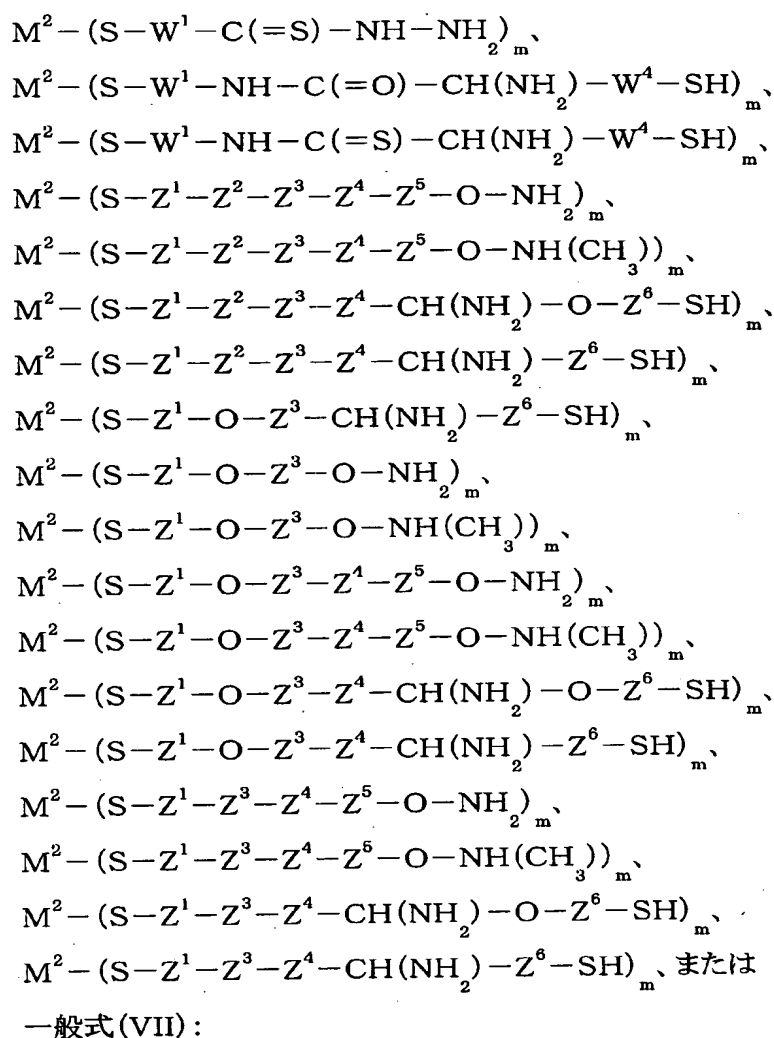 M²−(S−W¹−C(=S)−NH−NH₂)ₘ、
M²−(S−W¹−NH−C(=O)−CH(NH₂)−W⁴−SH)ₘ、
M²−(S−W¹−NH−C(=S)−CH(NH₂)−W⁴−SH)ₘ、
M²−(S−Z¹−Z²−Z³−Z⁴−Z⁵−O−NH₂)ₘ、
M²−(S−Z¹−Z²−Z³−Z⁴−Z⁵−O−NH(CH₃))ₘ、
M²−(S−Z¹−Z²−Z³−Z⁴−CH(NH₂)−O−Z⁶−SH)ₘ、
M²−(S−Z¹−Z²−Z³−Z⁴−CH(NH₂)−Z⁶−SH)ₘ、
M²−(S−Z¹−O−Z³−CH(NH₂)−Z⁶−SH)ₘ、
M²−(S−Z¹−O−Z³−O−NH₂)ₘ、
M²−(S−Z¹−O−Z³−O−NH(CH₃))ₘ、
M²−(S−Z¹−O−Z³−Z⁴−Z⁵−O−NH₂)ₘ、
M²−(S−Z¹−O−Z³−Z⁴−Z⁵−O−NH(CH₃))ₘ、
M²−(S−Z¹−O−Z³−Z⁴−CH(NH₂)−O−Z⁶−SH)ₘ、
M²−(S−Z¹−O−Z³−Z⁴−CH(NH₂)−Z⁶−SH)ₘ、
M²−(S−Z¹−Z³−Z⁴−Z⁵−O−NH₂)ₘ、
M²−(S−Z¹−Z³−Z⁴−Z⁵−O−NH(CH₃))ₘ、
M²−(S−Z¹−Z³−Z⁴−CH(NH₂)−O−Z⁶−SH)ₘ、
M²−(S−Z¹−Z³−Z⁴−CH(NH₂)−Z⁶−SH)ₘ、または
一般式(VII):